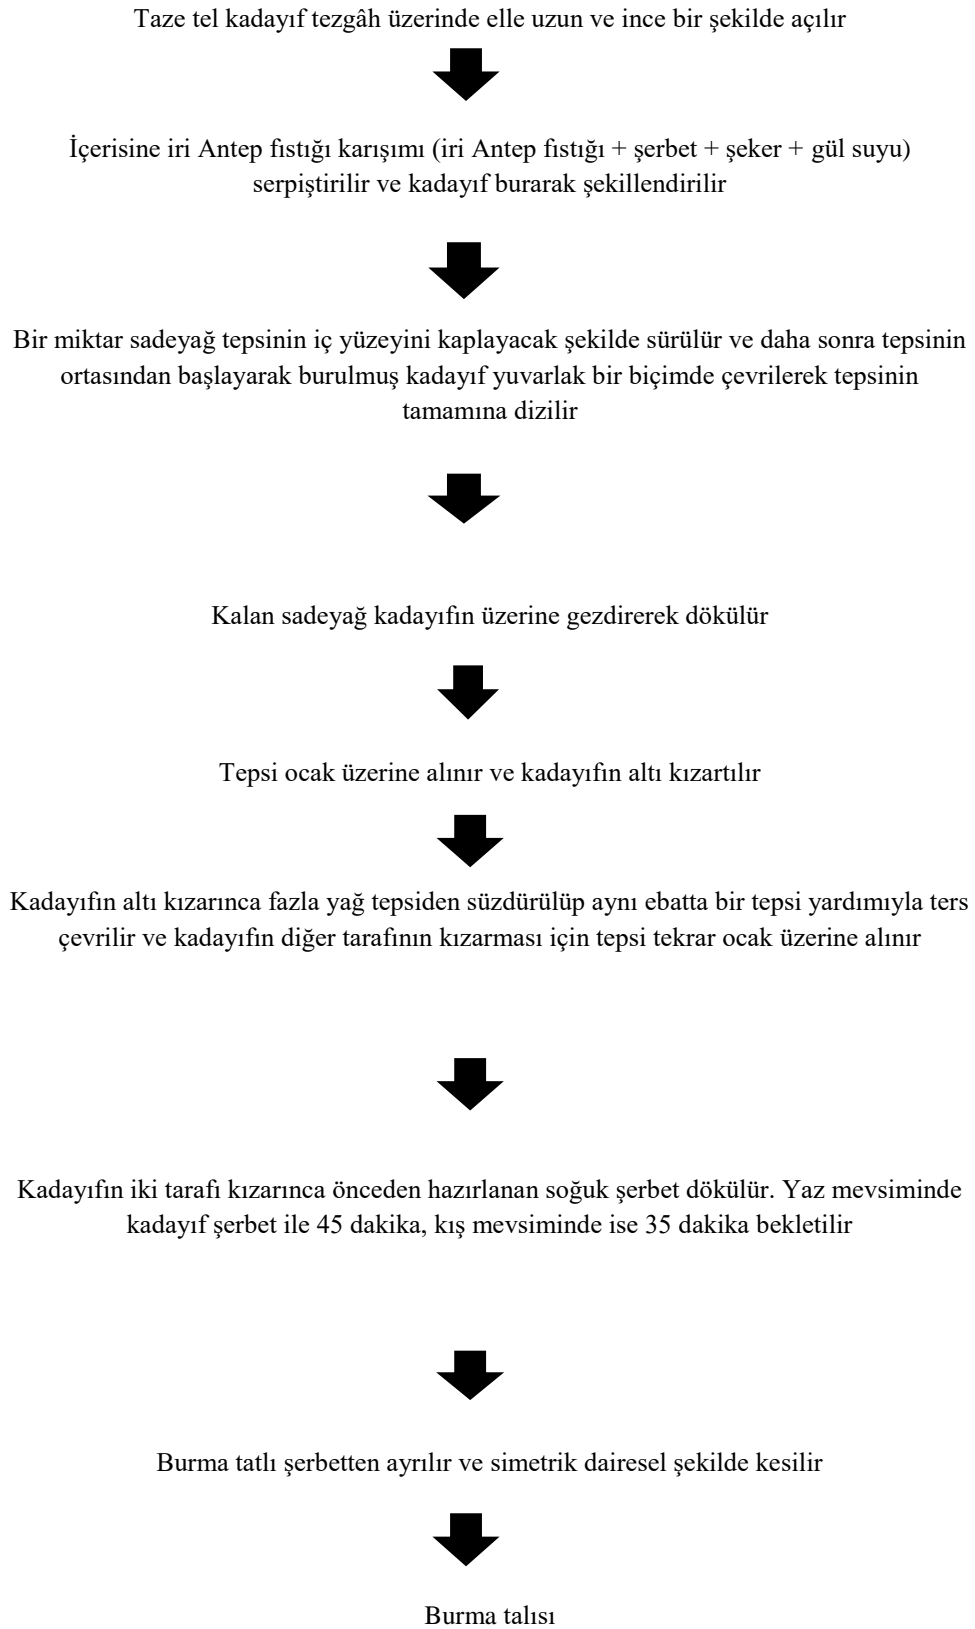 Taze tel kadayıf tezgâh üzerinde elle uzun ve ince bir şekilde açılır
İçerisine iri Antep fıstığı karışımı (iri Antep fıstığı + şerbet + şeker + gül suyu)
serpiştirilir ve kadayıf burarak şekillendirilir
Bir miktar sadeyağ tepsinin iç yüzeyini kaplayacak şekilde sürülür ve daha sonra tepsinin
ortasından başlayarak burulmuş kadayıf yuvarlak bir biçimde çevrilerek tepsinin
tamamına dizilir
Kalan sadeyağ kadayıfın üzerine gezdirerek dökülür
Tepsi ocak üzerine alınır ve kadayıfın altı kızartılır
Kadayıfın altı kızarınca fazla yağ tepsiden süzdürülüp aynı ebatta bir tepsi yardımıyla ters
çevrilir ve kadayıfın diğer tarafının kızarması için tepsi tekrar ocak üzerine alınır
Kadayıfın iki tarafı kızarınca önceden hazırlanan soğuk şerbet dökülür. Yaz mevsiminde
kadayıf şerbet ile 45 dakika, kış mevsiminde ise 35 dakika bekletilir
Burma tatlı şerbetten ayrılır ve simetrik dairesel şekilde kesilir
Burma talısı